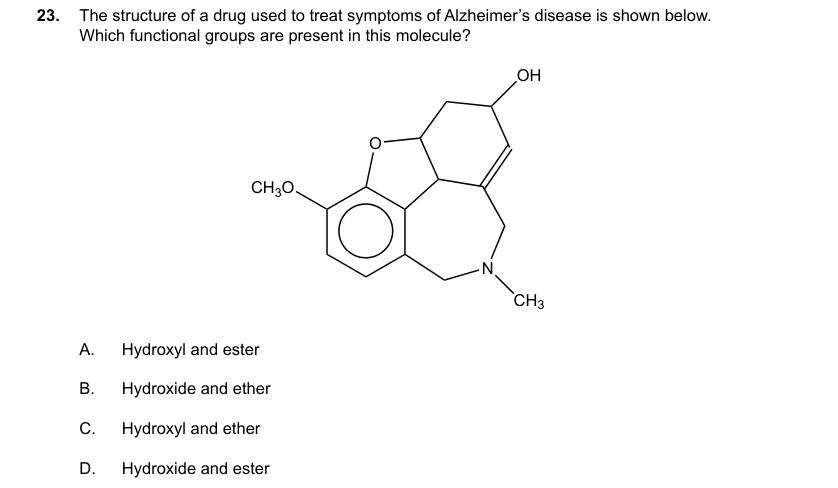 23. The structure of a drug used to treat symptoms of Alzheimer's disease is shown below.
Which functional groups are present in this molecule?
OH
O
CH3O
N
CH3
A. Hydroxyl and ester
B. Hydroxide and ether
C. Hydroxyl and ether
D. Hydroxide and ester